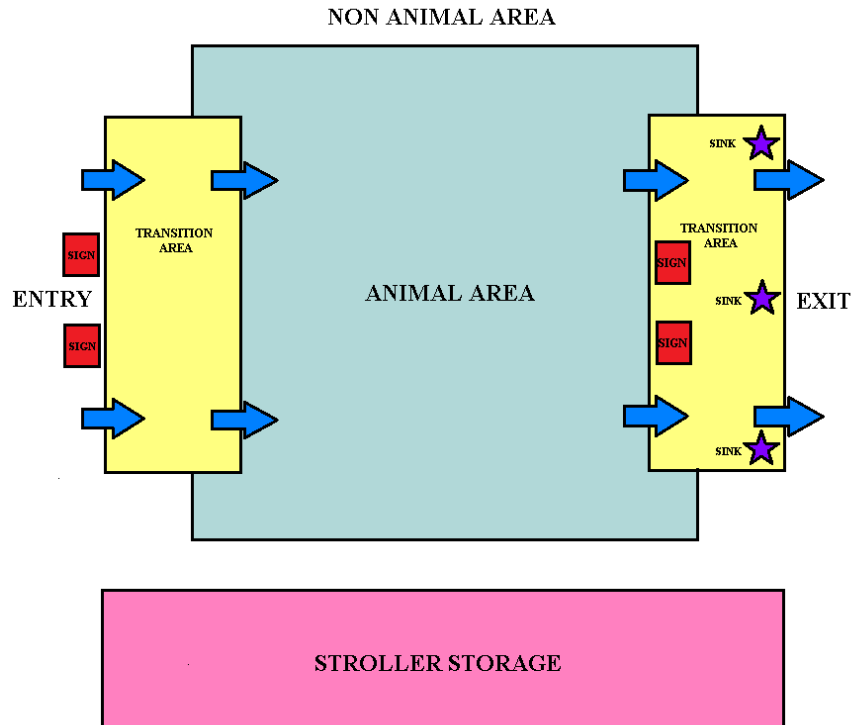 NON ANIMAL AREA
SINK
TRANSITION
AREA
TRANSITION
AREA
SIGN
SIGN
ENTRY
ANIMAL AREA
SINK
EXIT
SIGN
SIGN
SINK
STROLLER STORAGE